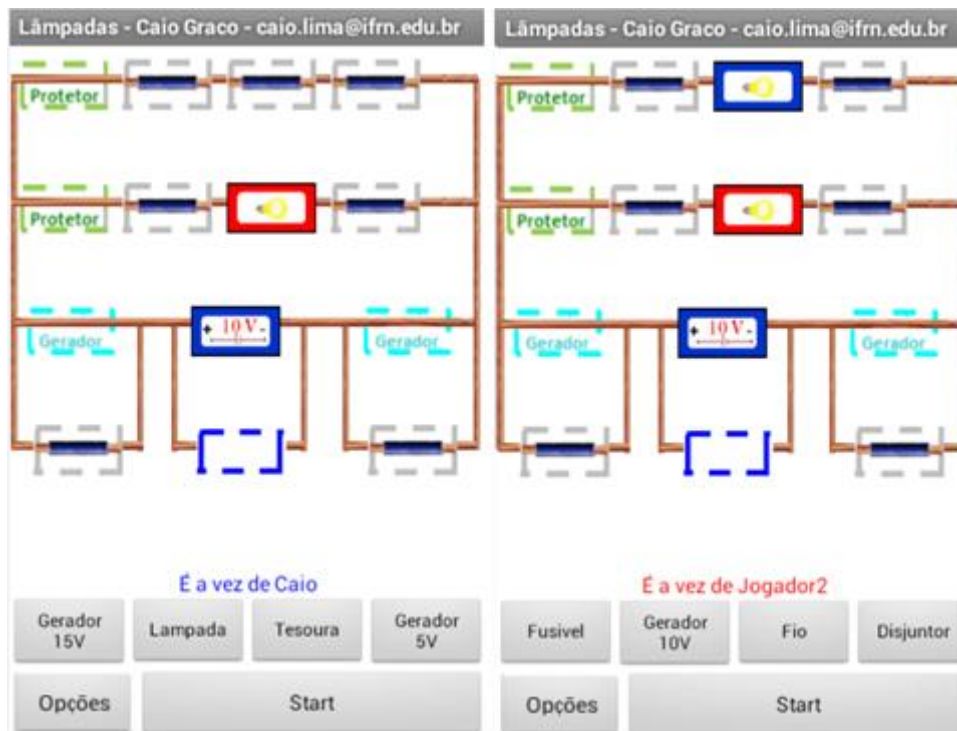 Lâmpadas - Caio Graco - caio.lima@ifrn.edu.br
Protetor
Protetor
Gerador
+ 10 V -
Gerador
É a vez de Caio
Gerador 15V
Lampada
Tesoura
Gerador 5V
Opções
Start
Lâmpadas - Caio Graco - caio.lima@ifrn.edu.br
Protetor
Protetor
Gerador
+ 10 V -
Gerador
É a vez de Jogador2
Fusivel
Gerador 10V
Fio
Disjuntor
Opções
Start